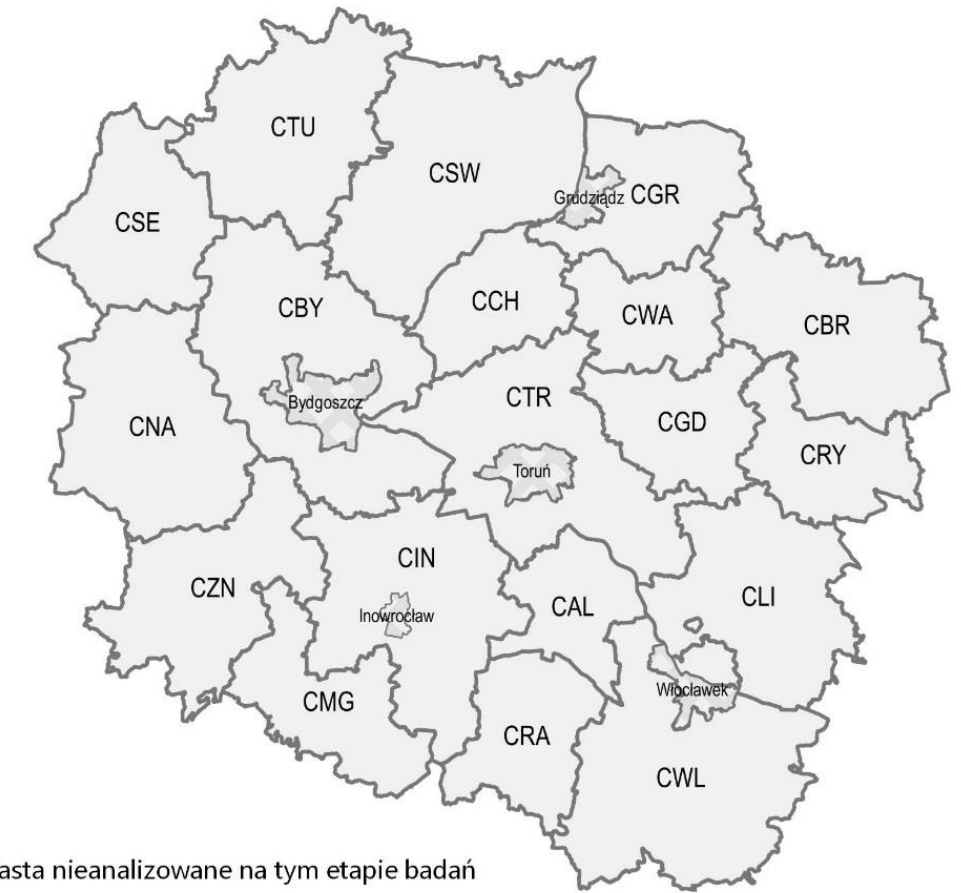 CTU
CSW
Grudziądz
CGR
CSE
CCH
CBY
CWA
CBR
CTR
Bydgoszcz
CNA
CGD
CRY
Toruń
CIN
CZN
CLI
CAL
Inowrocław
Włocławek
CMG
CRA
CWL
asta nieanalizowane na tym etapie badań